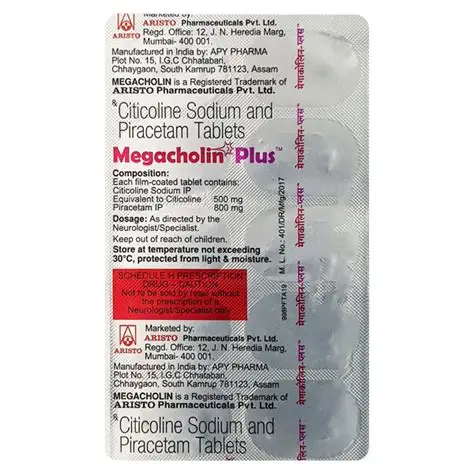 Marketed by:
ARISTO Pharmaceuticals Pvt. Ltd.
Regd. Office: 12, J. N. Heredia Marg,
Mumbai- 400 001.
ARISTO
Manufactured in India by: APY PHARMA
Plot No. 15, I.G.C Chhatabari,
Chhaygaon, South Kamrup 781123, Assam
MEGACHOLIN is a Registered Trademark of
ARISTO Pharmaceuticals Pvt. Ltd.
℞ Citicoline Sodium and
Piracetam Tablets
Megacholin Plus™
Composition:
Each film-coated tablet contains:
Citicoline Sodium IP
Equivalent to Citicoline 500 mg
Piracetam IP 800 mg
Dosage: As directed by the
Neurologist/Specialist.
Keep out of reach of children.
Store at temperature not exceeding
30°C, protected from light & moisture.
SCHEDULE H PRESCRIPTION
DRUG – CAUTION
Not to be sold by retail without
the prescription of a
Neurologist/Specialist only.
Marketed by:
ARISTO Pharmaceuticals Pvt. Ltd.
Regd. Office: 12, J. N. Heredia Marg,
Mumbai- 400 001.
ARISTO
Manufactured in India by: APY PHARMA
Plot No. 15, I.G.C Chhatabari,
Chhaygaon, South Kamrup 781123, Assam
MEGACHOLIN is a Registered Trademark of
ARISTO Pharmaceuticals Pvt. Ltd.
℞ Citicoline Sodium and
Piracetam Tablets
998PFTA19 M. L. No.: 401/DR/Mfg/2017
मेगाकोलिन-प्लस™
मेगाकोलिन-प्लस™
मेगाकोलिन-प्लस™
मेगाकोलिन-प्लस™
मेगाकोलिन-प्लस™